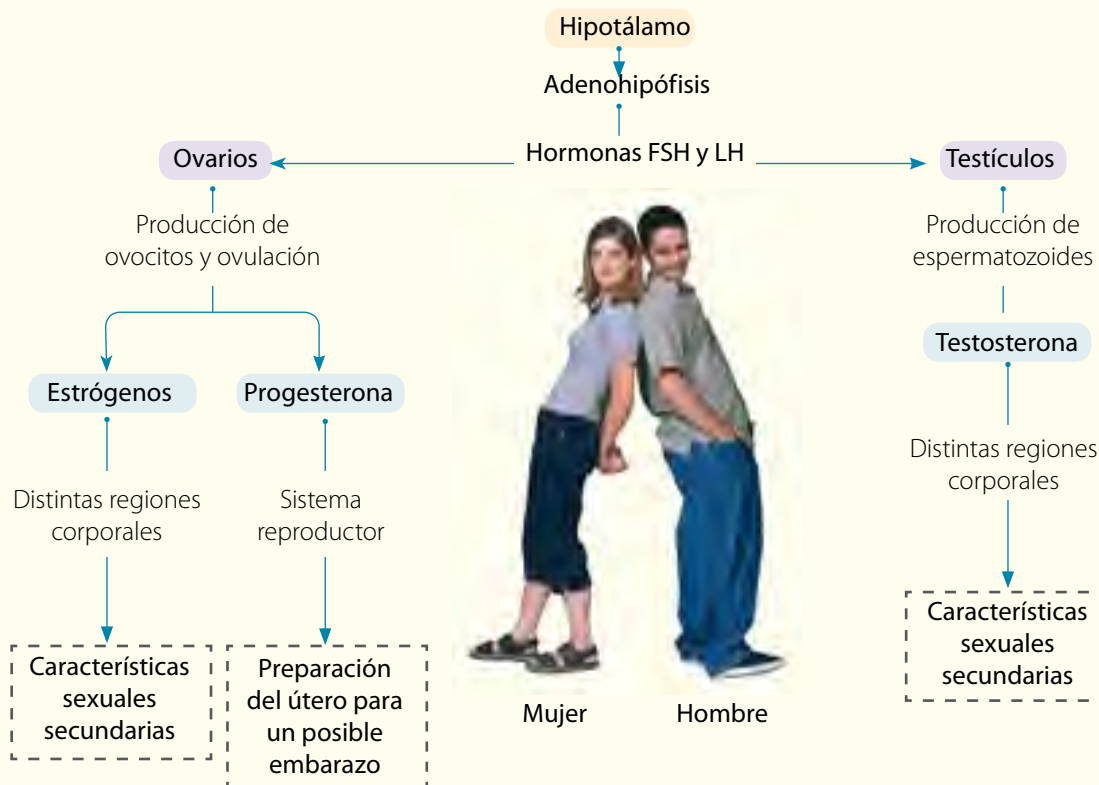 Hipotálamo
Adenohipófisis
Hormonas FSH y LH
Ovarios
Testículos
Producción de
ovocitos y ovulación
Producción de
espermatozoides
Estrógenos
Progesterona
Testosterona
Distintas regiones
corporales
Sistema
reproductor
Distintas regiones
corporales
Características
sexuales
secundarias
Preparación
del útero para
un posible
embarazo
Características
sexuales
secundarias
Mujer
Hombre